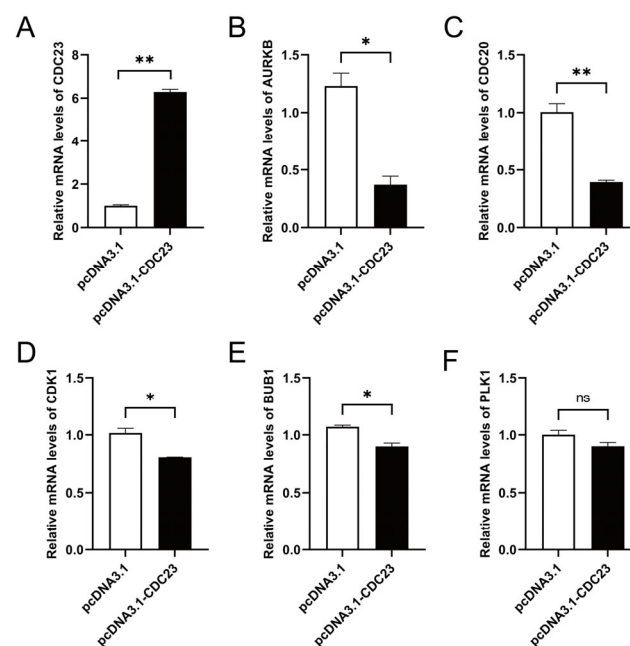 A
Relative mRNA levels of CDC23
8
6
4
2
0
**
pcDNA3.1
pcDNA3.1-CDC23
B
Relative mRNA levels of AURKB
1.5
1.0
0.5
0.0
*
pcDNA3.1
pcDNA3.1-CDC23
C
Relative mRNA levels of CDC20
1.5
1.0
0.5
0.0
**
pcDNA3.1
pcDNA3.1-CDC23
D
Relative mRNA levels of CDK1
1.5
1.0
0.5
0.0
*
pcDNA3.1
pcDNA3.1-CDC23
E
Relative mRNA levels of BUB1
1.5
1.0
0.5
0.0
*
pcDNA3.1
pcDNA3.1-CDC23
F
Relative mRNA levels of PLK1
1.5
1.0
0.5
0.0
ns
pcDNA3.1
pcDNA3.1-CDC23